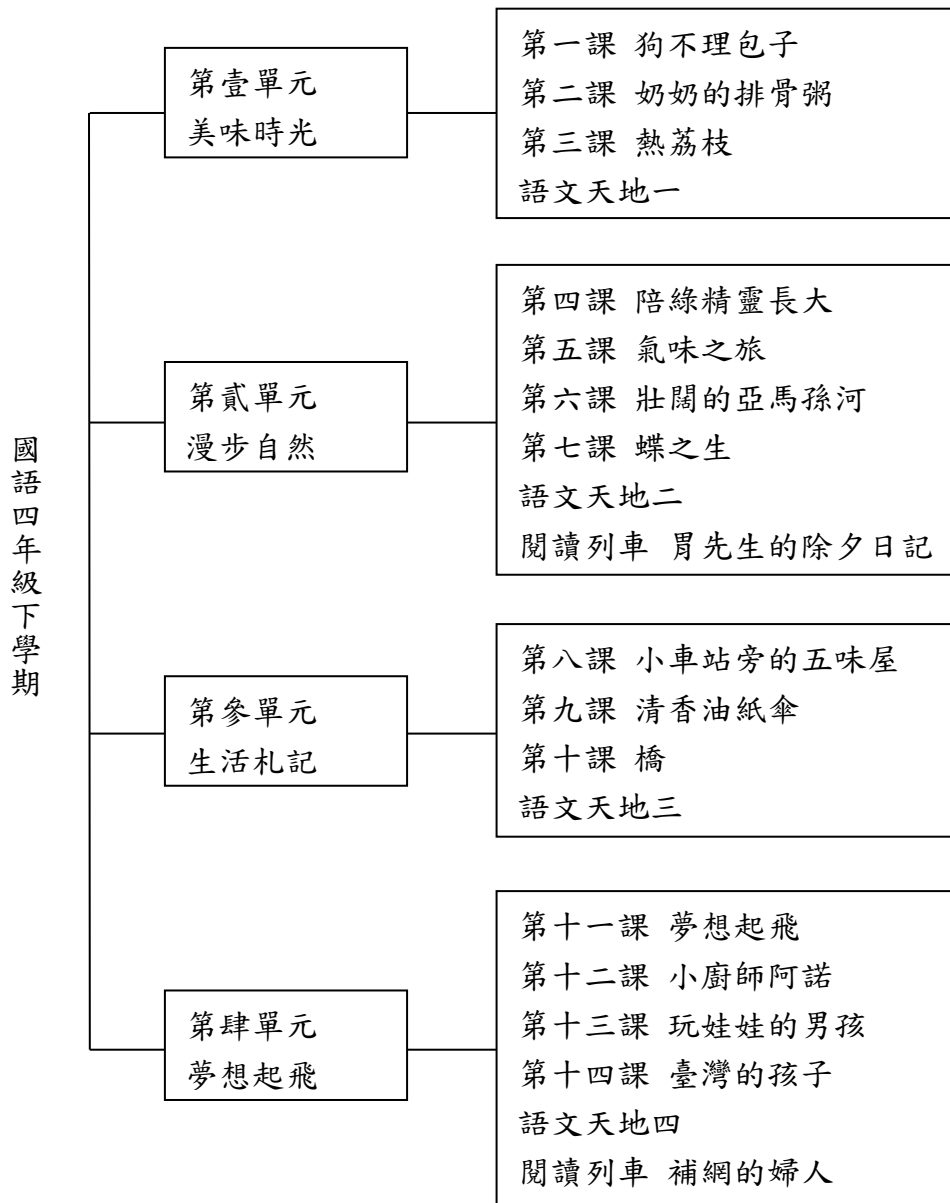 國語四年級下學期
第壹單元
美味時光
第一課 狗不理包子
第二課 奶奶的排骨粥
第三課 熱荔枝
語文天地一
第貳單元
漫步自然
第四課 陪綠精靈長大
第五課 氣味之旅
第六課 壯闊的亞馬孫河
第七課 蝶之生
語文天地二
閱讀列車 胃先生的除夕日記
第參單元
生活札記
第八課 小車站旁的五味屋
第九課 清香油紙傘
第十課 橋
語文天地三
第肆單元
夢想起飛
第十一課 夢想起飛
第十二課 小廚師阿諾
第十三課 玩娃娃的男孩
第十四課 臺灣的孩子
語文天地四
閱讀列車 補網的婦人